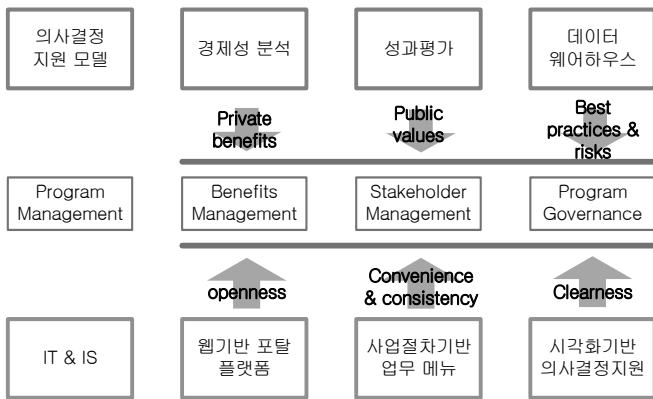 의사결정
지원 모델
경제성 분석
성과평가
데이터
웨어하우스
Private
benefits
Public
values
Best
practices &
risks
Program
Management
Benefits
Management
Stakeholder
Management
Program
Governance
openness
Convenience
& consistency
Clearness
IT & IS
웹기반 포탈
플랫폼
사업절차기반
업무 메뉴
시각화기반
의사결정지원